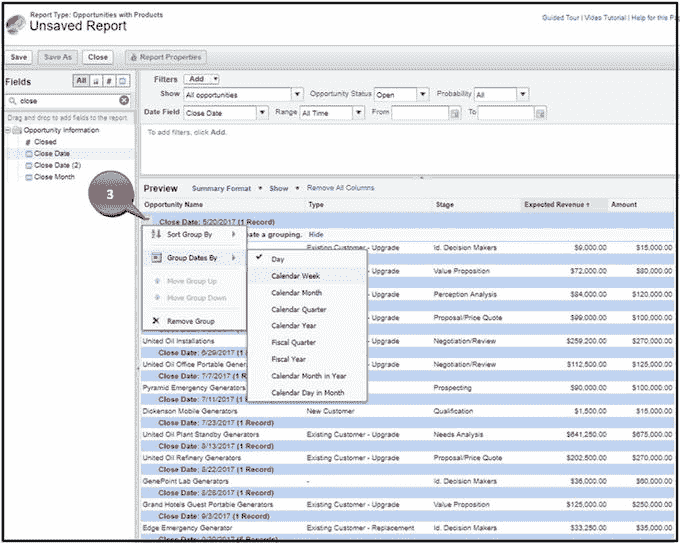 Report Type: Opportunities with Products
Unsaved Report
Guided Tour | Video Tutorial | Help for this Pag
Save Save As Close Report Properties
Fields All #
close
Drag and drop to add fields to the report.
Opportunity Information
# Closed
Close Date
Close Date (2)
Close Month
Filters Add
Show All opportunities Opportunity Status Open Probability All
Date Field Close Date Range All Time From To
To add filters, click Add.
3
Preview Summary Format Show Remove All Columns
Opportunity Name Type Stage Expected Revenue ↑ Amount
Close Date: 5/20/2017 (1 Record)
Sort Group By
Group Dates By
Move Group Up
Move Group Down
Remove Group
eate a grouping. Hide
Day
Calendar Week
Calendar Month
Calendar Quarter
Calendar Year
Fiscal Quarter
Fiscal Year
Calendar Month in Year
Calendar Day in Month
Existing Customer - Upgrade Id. Decision Makers $9,000.00 $15,000.00
Upgrade Value Proposition $72,000.00 $80,000.00
Upgrade Perception Analysis $84,000.00 $120,000.00
Upgrade Proposal/Price Quote $99,000.00 $100,000.00
United Oil Installations Upgrade Negotiation/Review $259,200.00 $270,000.00
Close Date: 6/29/2017 (1 Record)
United Oil Office Portable Gener Upgrade Negotiation/Review $112,500.00 $125,000.00
Close Date: 7/7/2017 (1 Record)
Pyramid Emergency Generators Prospecting $90,000.00 $100,000.00
Close Date: 7/11/2017 (1 Record)
Dickenson Mobile Generators New Customer Qualification $1,500.00 $15,000.00
Close Date: 7/23/2017 (1 Record)
United Oil Plant Standby Generators Existing Customer - Upgrade Needs Analysis $641,250.00 $675,000.00
Close Date: 8/13/2017 (1 Record)
United Oil Refinery Generators Existing Customer - Upgrade Proposal/Price Quote $202,500.00 $270,000.00
Close Date: 8/22/2017 (1 Record)
GenePoint Lab Generators - Id. Decision Makers $36,000.00 $60,000.00
Close Date: 8/28/2017 (1 Record)
Grand Hotels Guest Portable Generators Existing Customer - Upgrade Value Proposition $125,000.00 $250,000.00
Close Date: 9/3/2017 (1 Record)
Edge Emergency Generator Existing Customer - Replacement Id. Decision Makers $33,250.00 $35,000.00